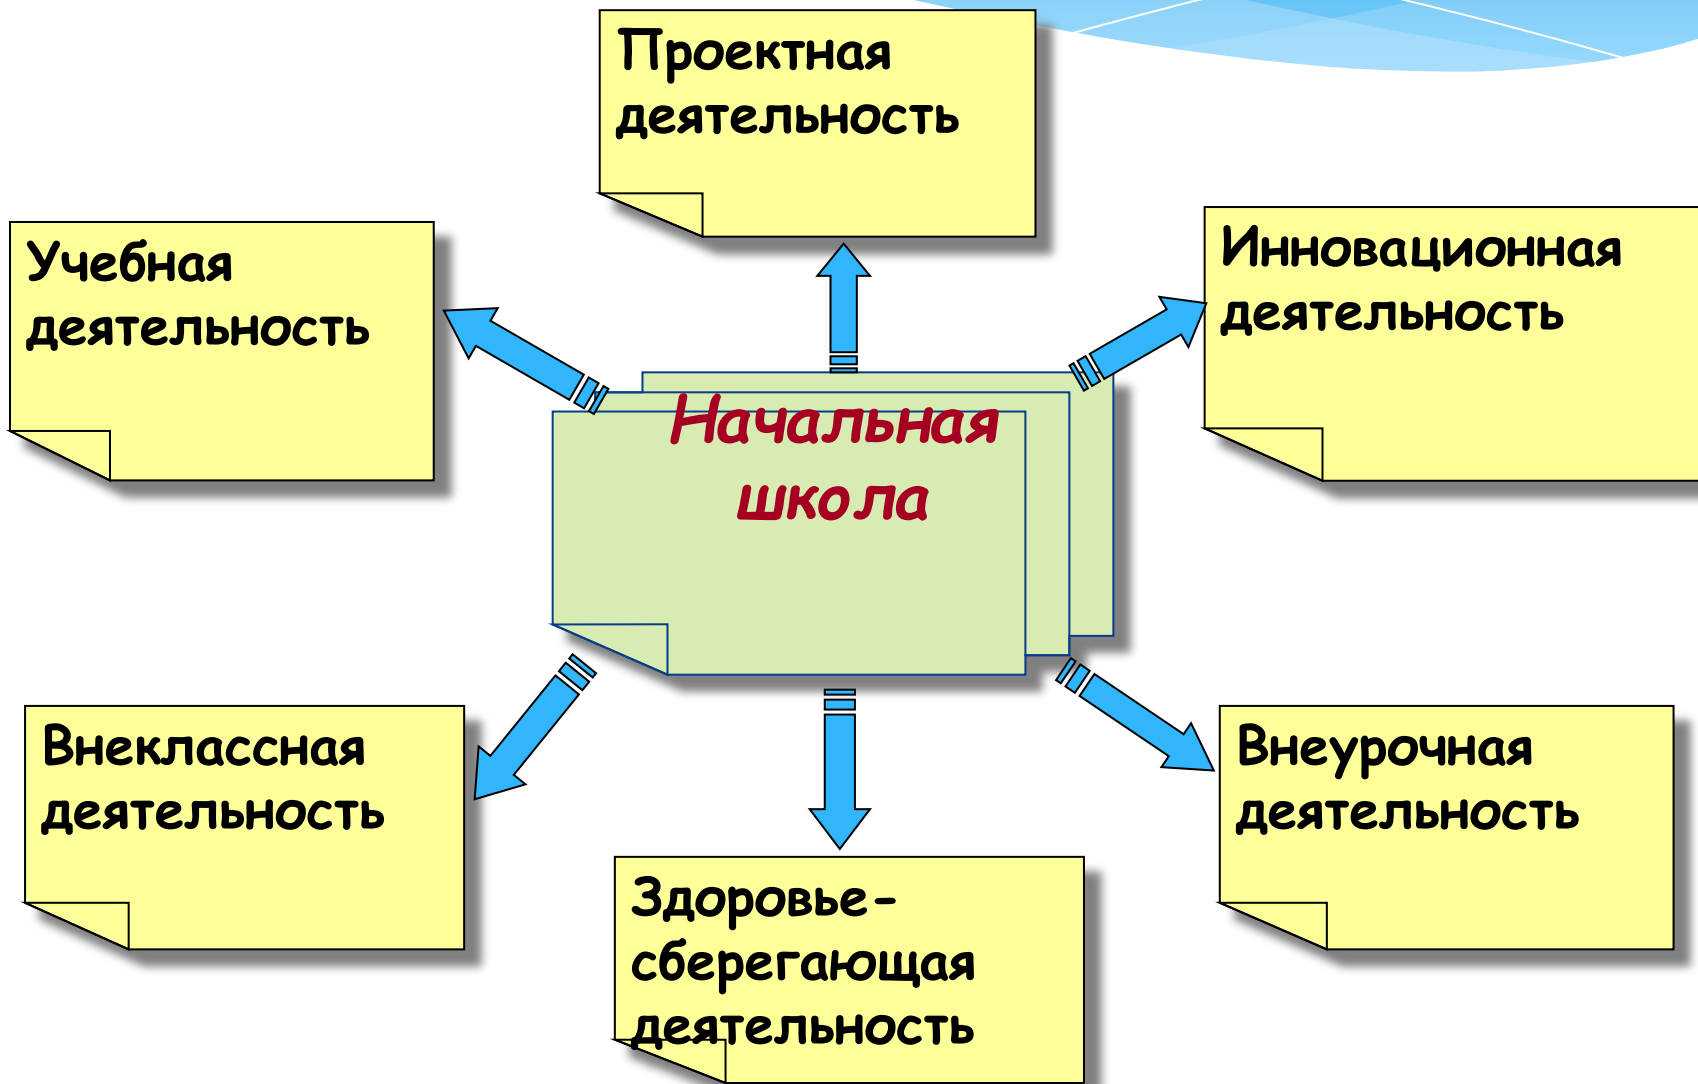 Проектная
деятельность
Учебная
деятельность
Инновационная
деятельность
Начальная
школа
Внеклассная
деятельность
Внеурочная
деятельность
Здоровье-
сберегающая
деятельность